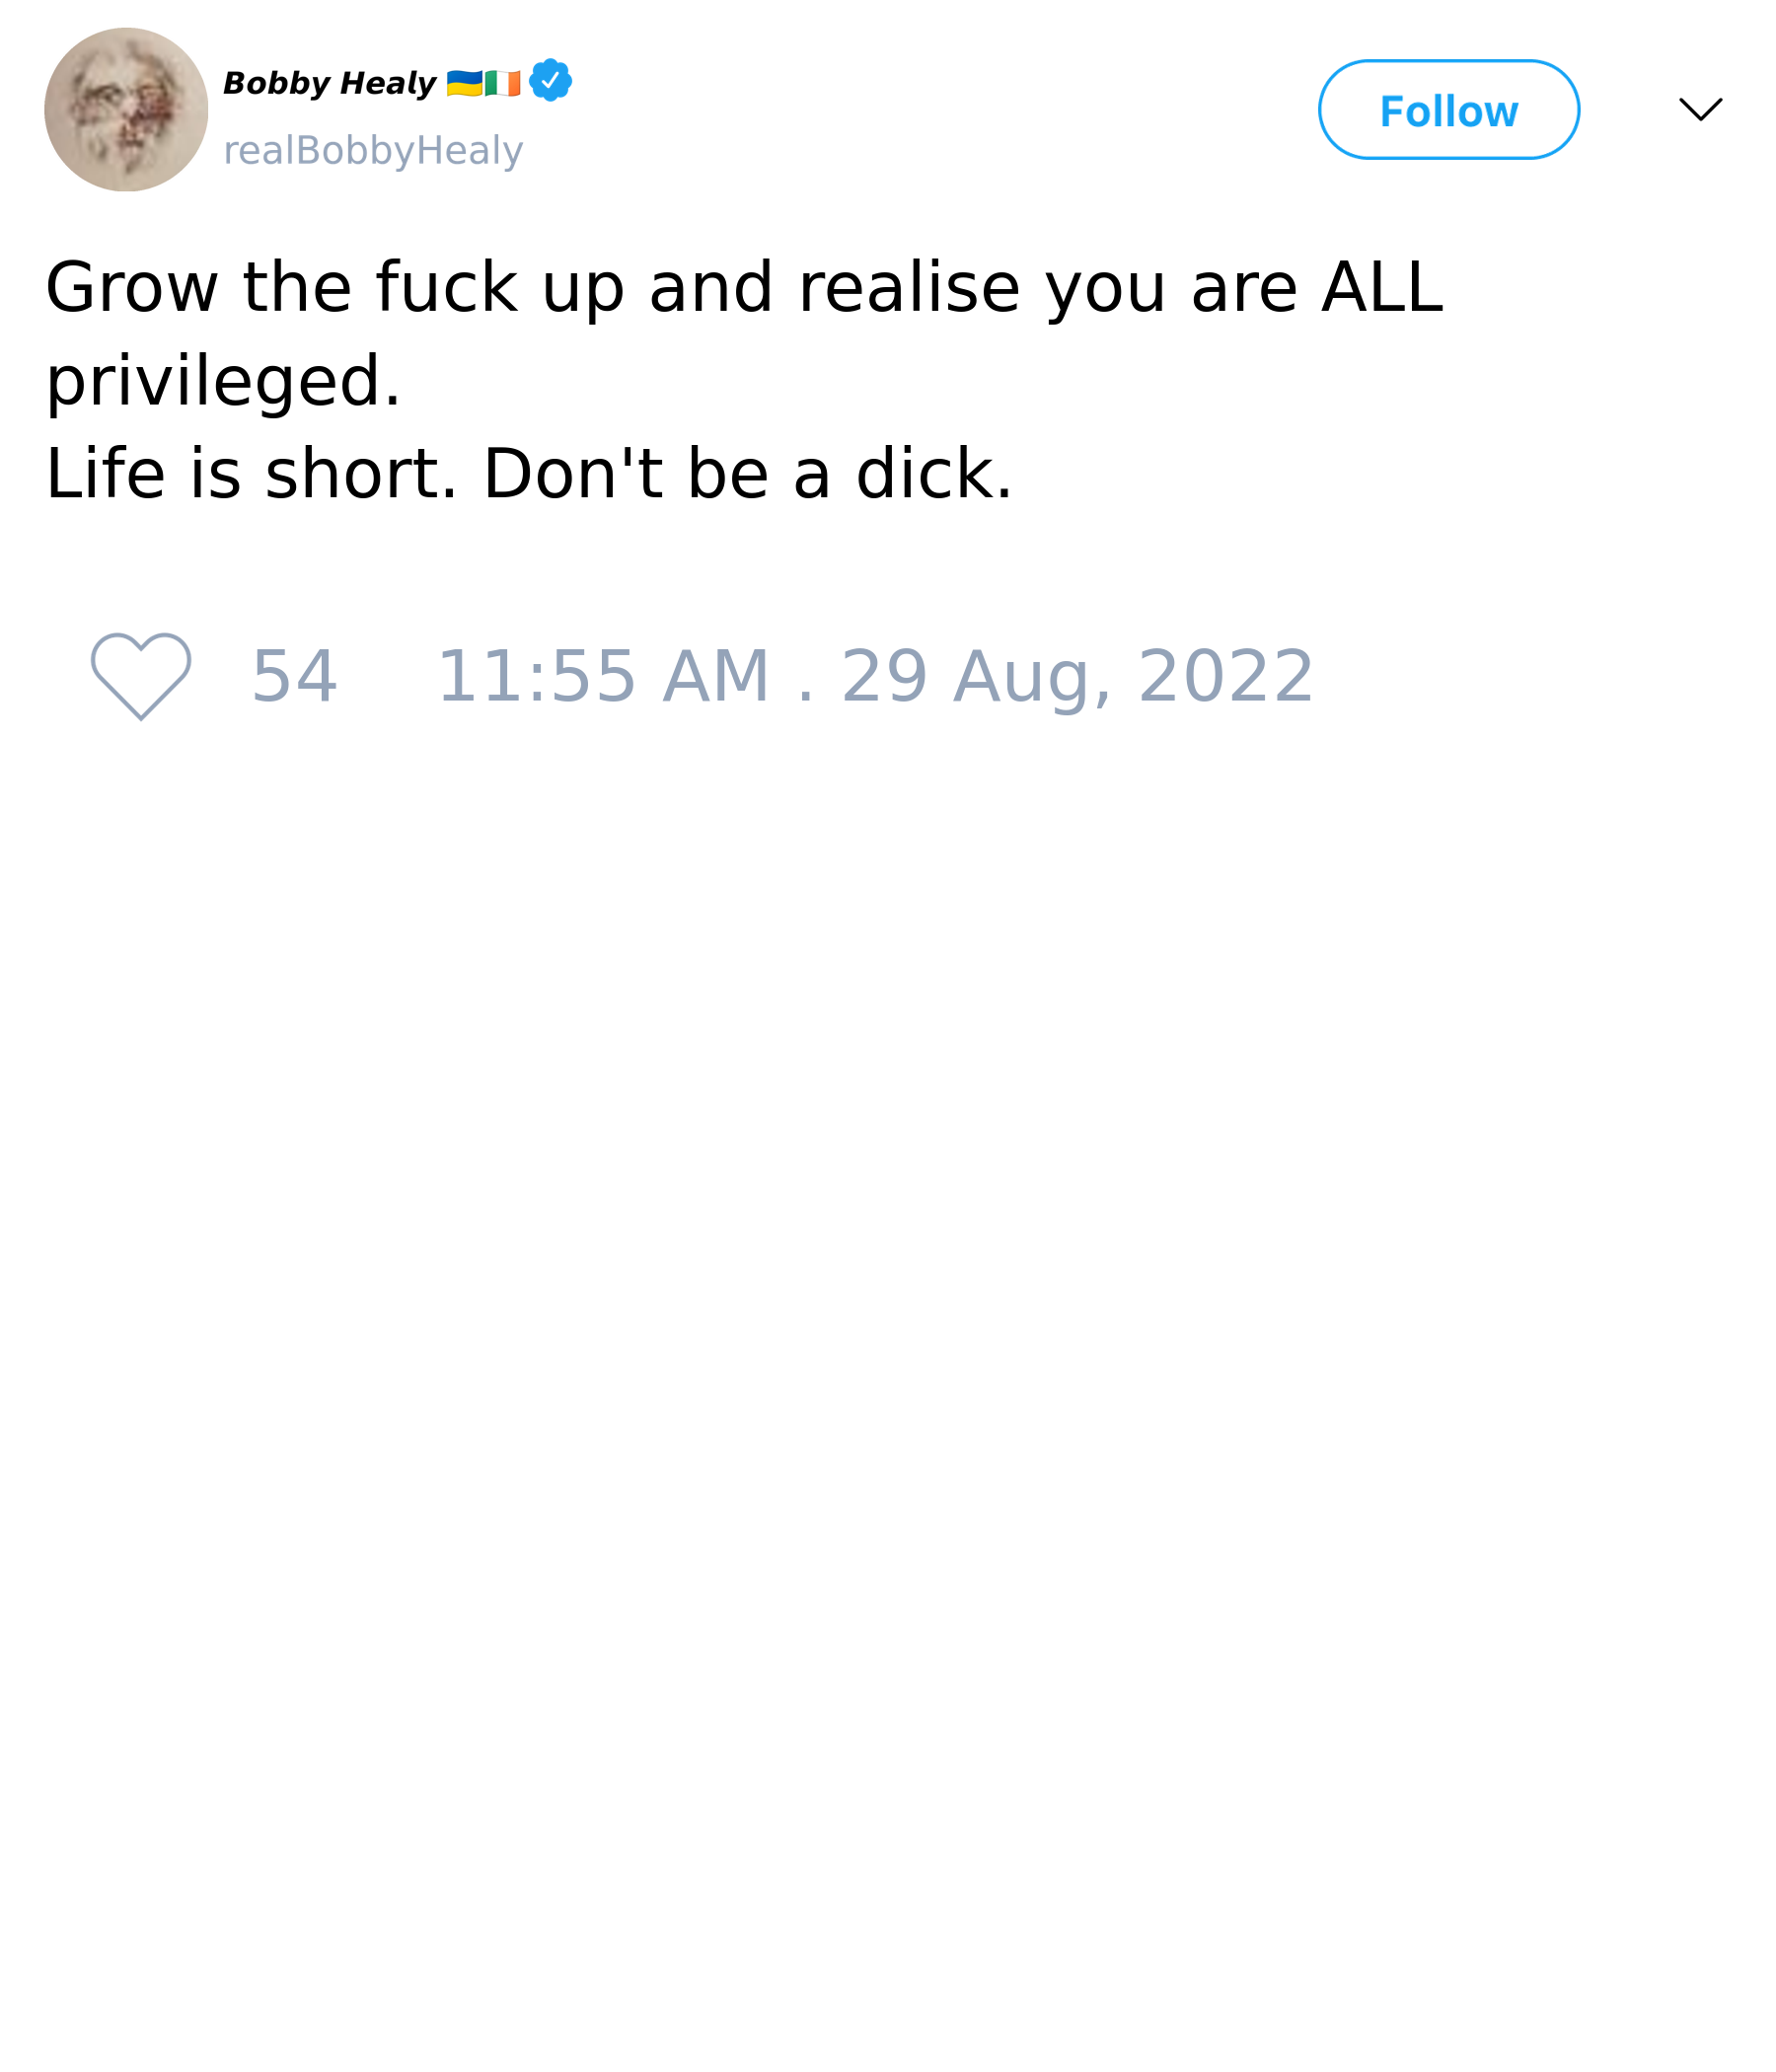 Bobby Healy 🇺🇦🇮🇪
realBobbyHealy
Follow
Grow the fuck up and realise you are ALL
privileged.
Life is short. Don't be a dick.
54 11:55 AM . 29 Aug, 2022